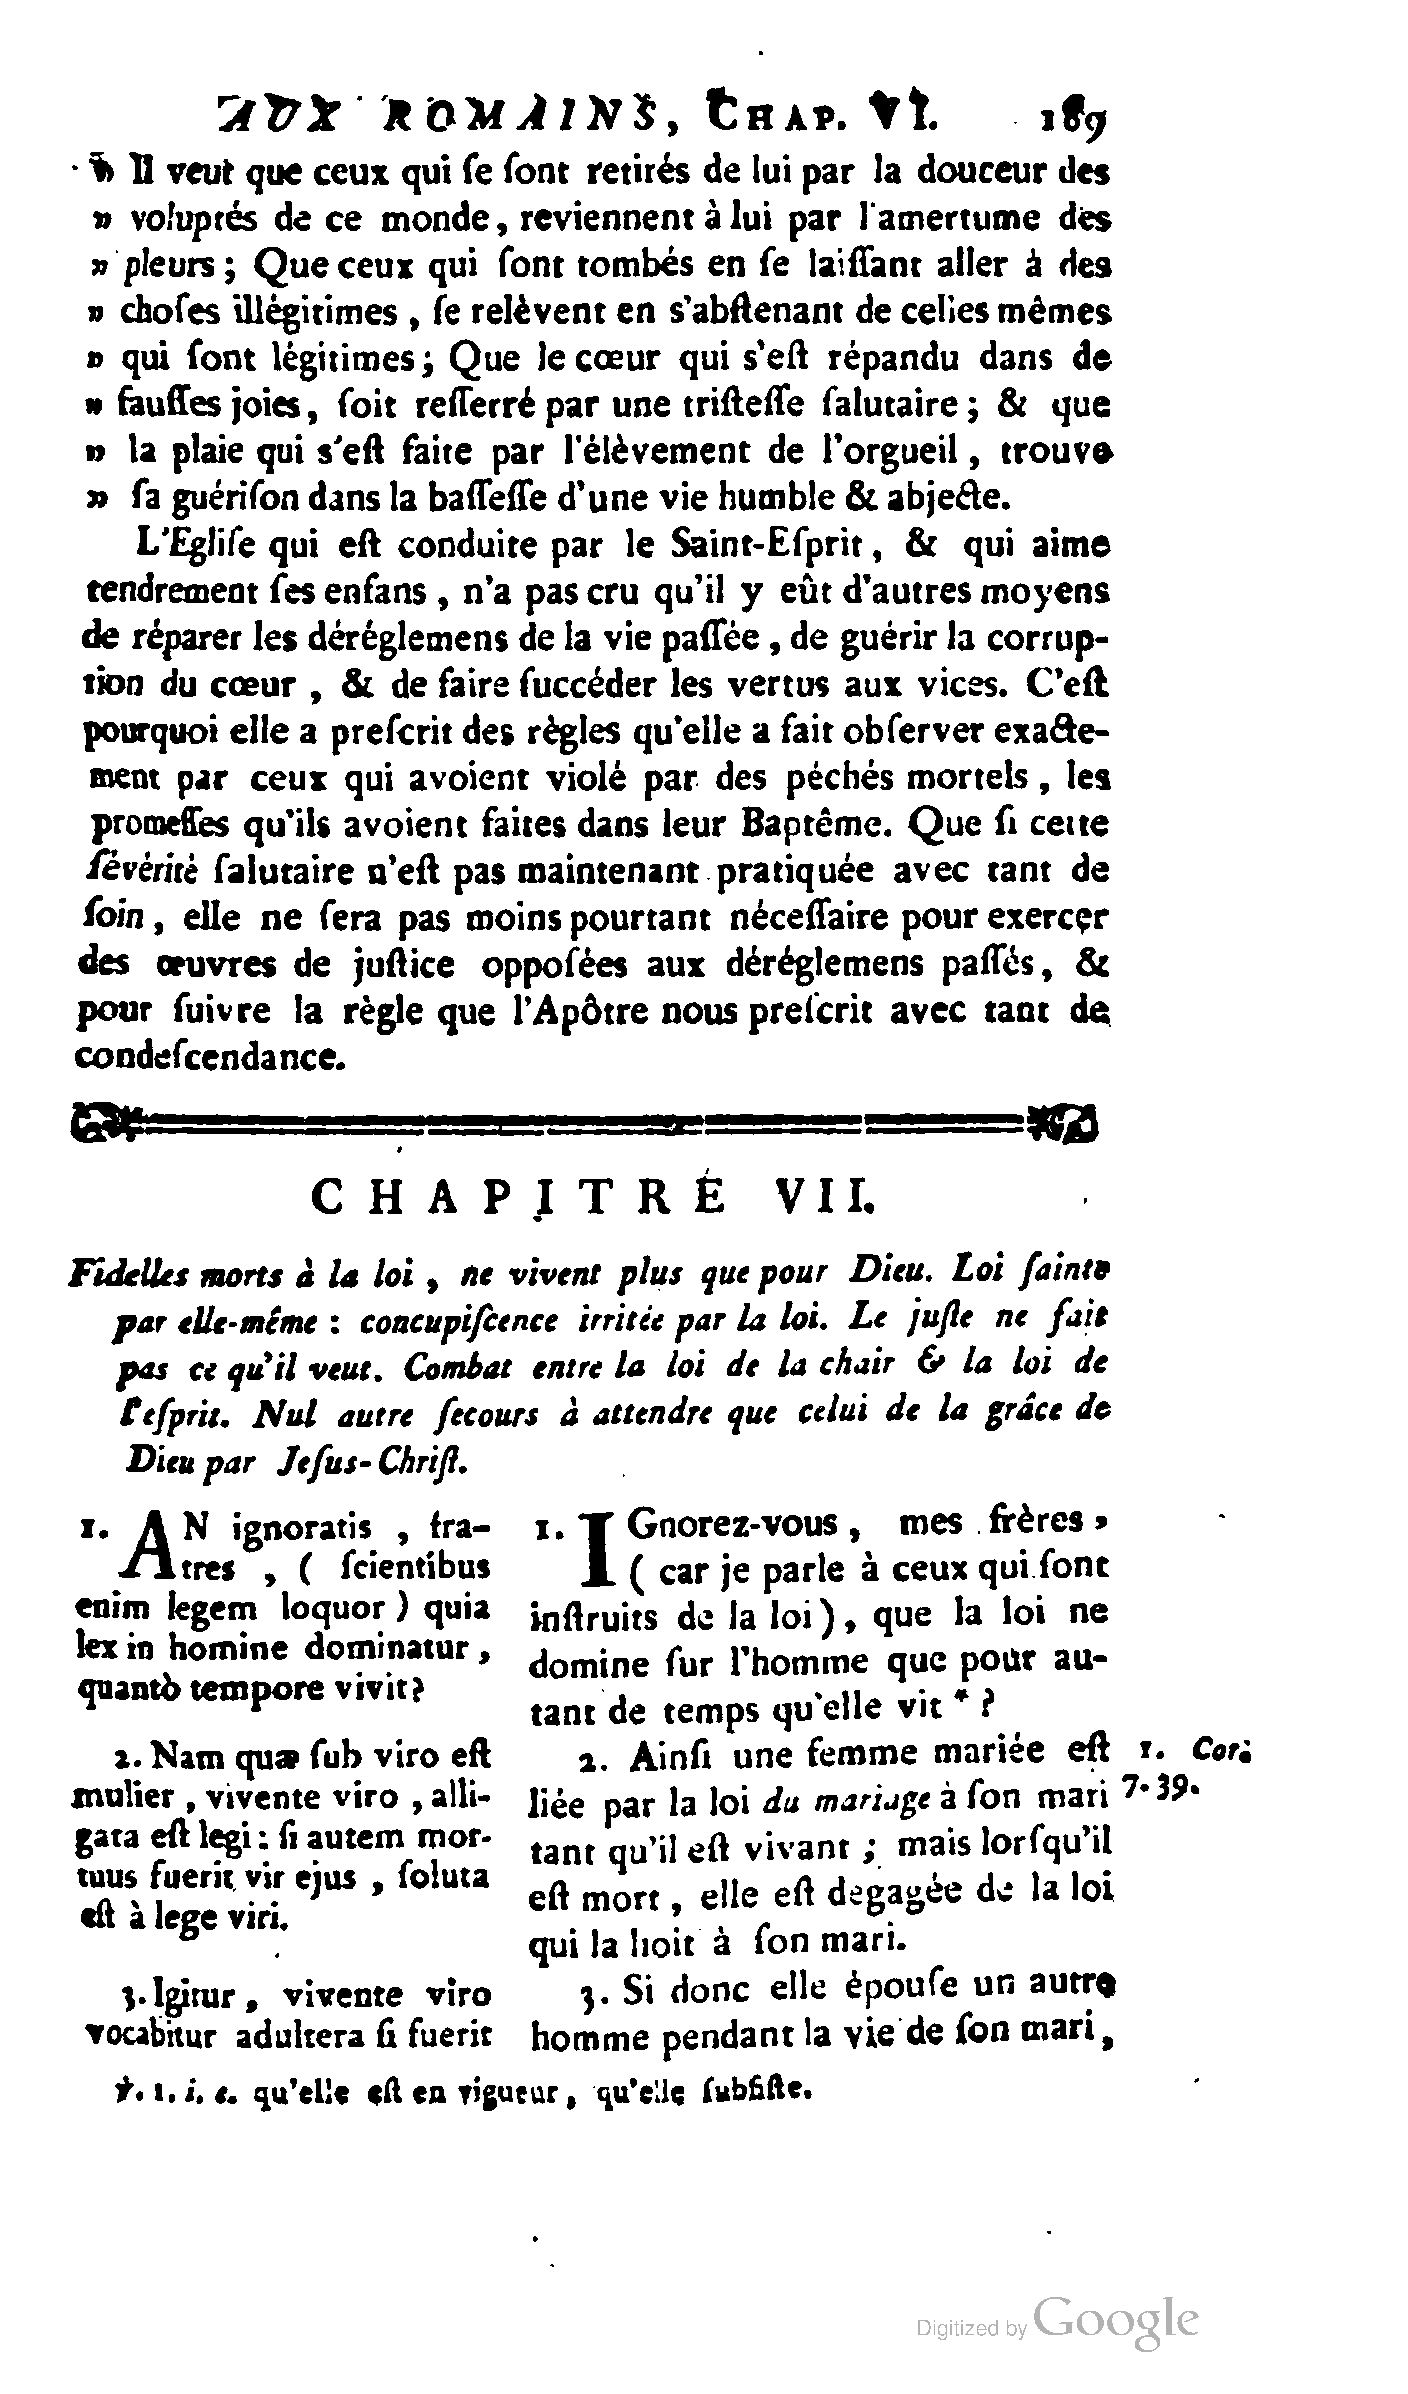 AUX ROMAINS, CHAP. VI. 189
» Il veut que ceux qui ſe ſont retirés de lui par la douceur des
» voluptés de ce monde, reviennent à lui par l'amertume des
» pleurs ; Que ceux qui ſont tombés en ſe laiſſant aller à des
» choſes illégitimes , ſe relèvent en s'abſtenant de celles mêmes
» qui ſont légitimes ; Que le cœur qui s'eſt répandu dans de
» fauſſes joies, ſoit reſſerré par une triſteſſe ſalutaire ; & que
» la plaie qui s'eſt faite par l'élèvement de l'orgueil , trouve
» ſa guériſon dans la baſſeſſe d'une vie humble & abjecte.
L'Egliſe qui eſt conduite par le Saint-Eſprit, & qui aime
tendrement ſes enfans , n'a pas cru qu'il y eût d'autres moyens
de réparer les déréglemens de la vie paſſée , de guérir la corrup-
tion du cœur , & de faire ſuccéder les vertus aux vices. C'eſt
pourquoi elle a preſcrit des règles qu'elle a fait obſerver exacte-
ment par ceux qui avoient violé par des péchés mortels , les
promeſſes qu'ils avoient faites dans leur Baptême. Que ſi cette
ſévérité ſalutaire n'eſt pas maintenant pratiquée avec tant de
ſoin, elle ne ſera pas moins pourtant néceſſaire pour exercer
des œuvres de juſtice oppoſées aux déréglemens paſſés, &
pour ſuivre la règle que l'Apôtre nous preſcrit avec tant de
condeſcendance.
CHAPITRE VII.
Fidelles morts à la loi , ne vivent plus que pour Dieu. Loi ſainte
par elle-même : concupiſcence irritée par la loi. Le juſte ne fait
pas ce qu'il veut. Combat entre la loi de la chair & la loi de
l'eſprit. Nul autre ſecours à attendre que celui de la grâce de
Dieu par Jeſus-Chriſt.
1. AN ignoratis , fra-
tres , ( ſcientibus
enim legem loquor ) quia
lex in homine dominatur ,
quantò tempore vivit ?
2. Nam quæ ſub viro eſt
mulier , vivente viro , alli-
gata eſt legi : ſi autem mor-
tuus fuerit vir ejus , ſoluta
eſt à lege viri.
3. Igitur , vivente viro
vocabitur adultera ſi fuerit
1. IGnorez-vous , mes frères ,
( car je parle à ceux qui ſont
inſtruits de la loi ) , que la loi ne
domine ſur l'homme que pour au-
tant de temps qu'elle vit * ?
2. Ainſi une femme mariée eſt
liée par la loi du mariage à ſon mari
tant qu'il eſt vivant ; mais lorſqu'il
eſt mort , elle eſt dégagée de la loi
qui la lioit à ſon mari.
3. Si donc elle épouſe un autre
homme pendant la vie de ſon mari ,
1. Cor.
7. 39.
ꝟ. 1. i. e. qu'elle eſt en vigueur, qu'elle ſubſiſte.
Digitized by Google